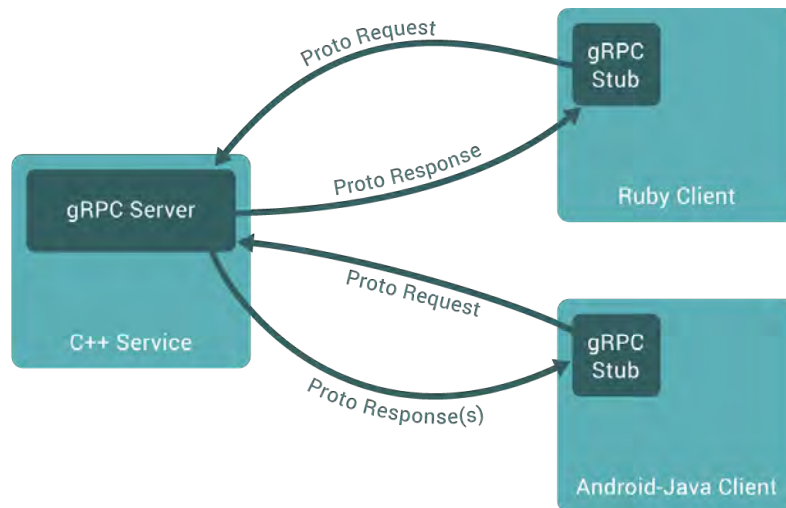 Proto Request
gRPC
Stub
Proto Response
Ruby Client
gRPC Server
C++ Service
Proto Request
gRPC
Stub
Proto Response(s)
Android-Java Client